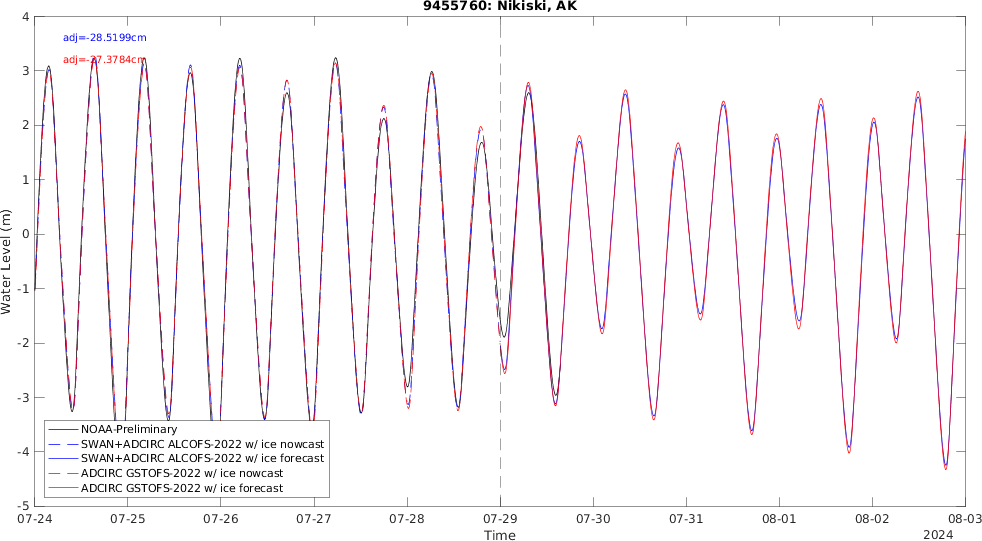 9455760: Nikiski, AK
adj=-28.5199cm
adj=-27.3784cm
Water Level (m)
4
3
2
1
0
-1
-2
-3
-4
-5
NOAA-Preliminary
SWAN+ADCIRC ALCOFS-2022 w/ ice nowcast
SWAN+ADCIRC ALCOFS-2022 w/ ice forecast
ADCIRC GSTOFS-2022 w/ ice nowcast
ADCIRC GSTOFS-2022 w/ ice forecast
07-24 07-25 07-26 07-27 07-28 07-29 07-30 07-31 08-01 08-02 08-03
Time
2024